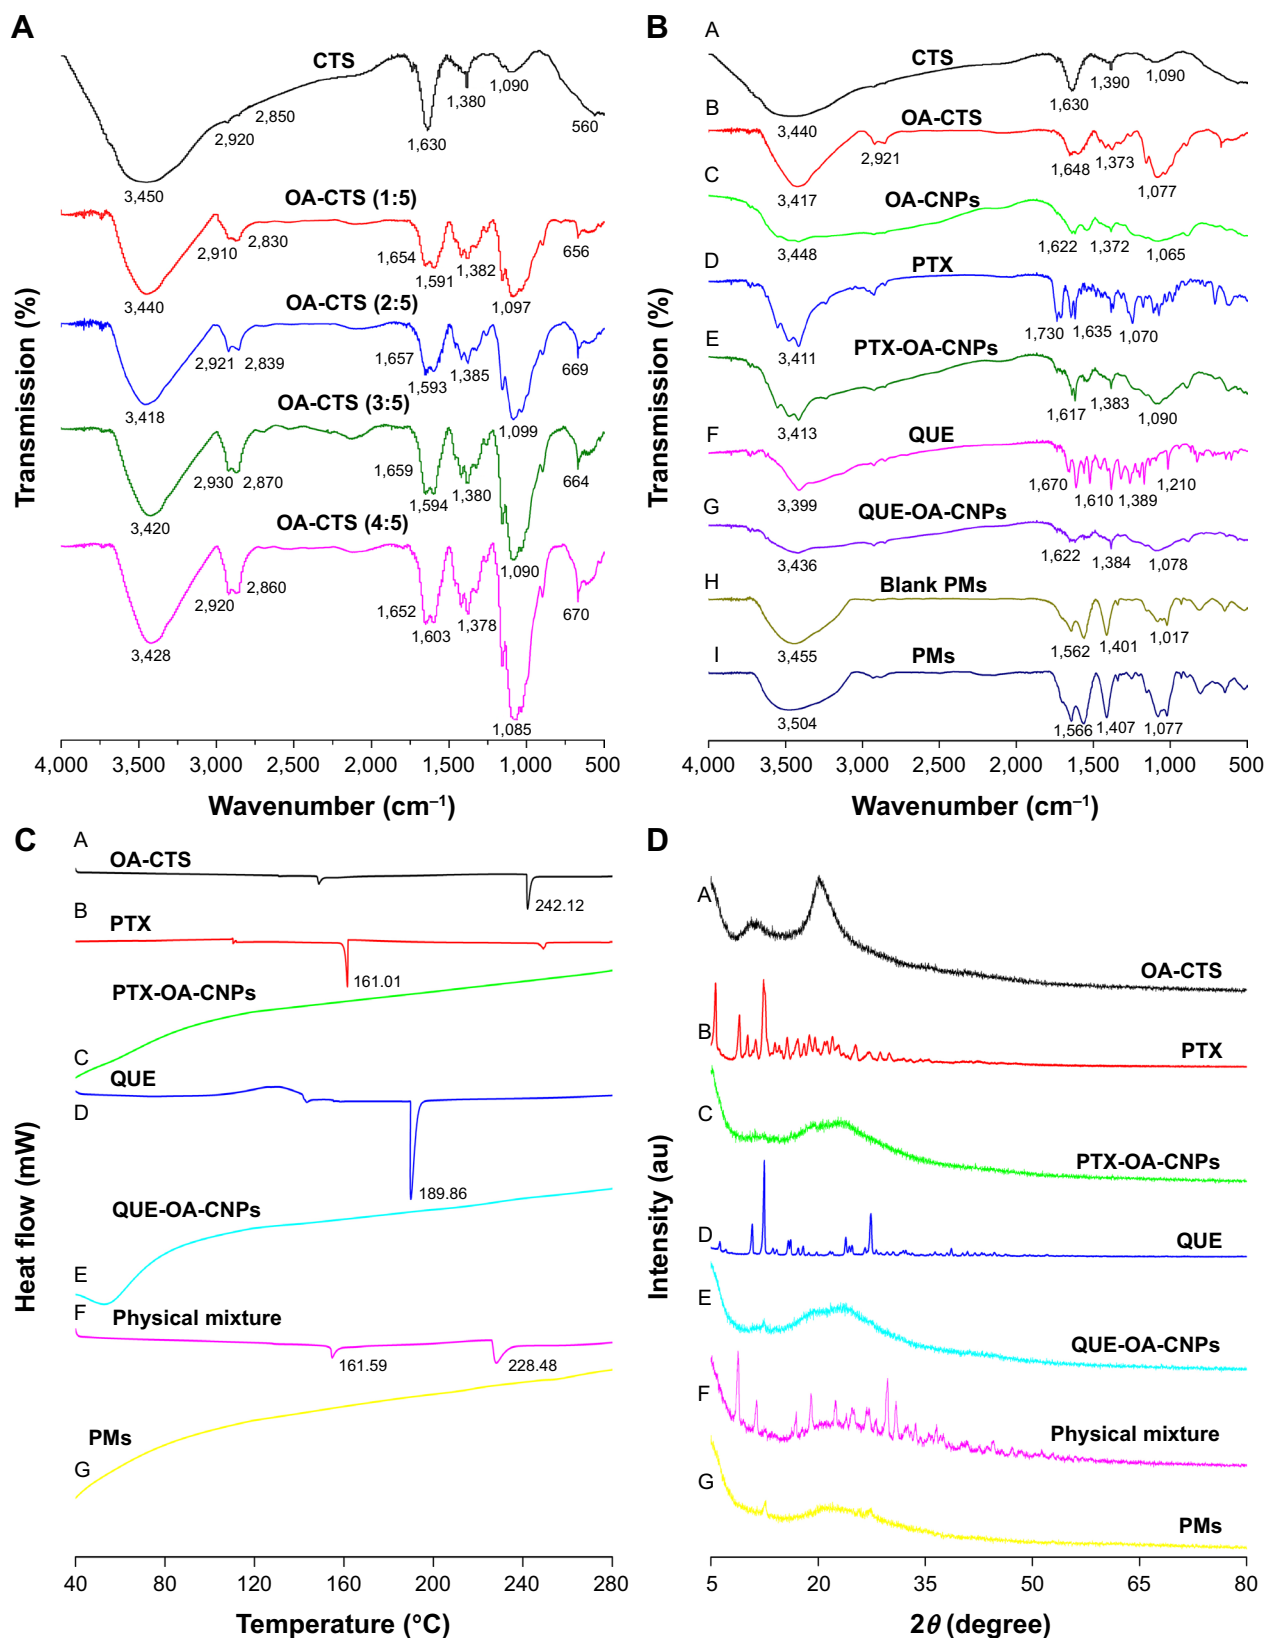 A
CTS
2,850
2,920
1,380
1,090
560
1,630
3,450
OA-CTS (1:5)
2,910
2,830
1,654
1,591
1,382
656
3,440
1,097
OA-CTS (2:5)
2,921
2,839
1,657
1,593
1,385
669
3,418
1,099
OA-CTS (3:5)
2,930
2,870
1,659
1,594
1,380
664
3,420
1,090
OA-CTS (4:5)
2,920
2,860
1,652
1,603
1,378
670
3,428
1,085
Transmission (%)
4,000
3,500
3,000
2,500
2,000
1,500
1,000
500
Wavenumber (cm–1)
B
A
CTS
1,390
1,090
1,630
3,440
B
OA-CTS
2,921
1,648
1,373
1,077
3,417
C
OA-CNPs
3,448
1,622
1,372
1,065
D
PTX
1,730
1,635
1,070
3,411
E
PTX-OA-CNPs
1,617
1,383
1,090
3,413
F
QUE
1,670
1,610
1,389
1,210
3,399
G
QUE-OA-CNPs
3,436
1,622
1,384
1,078
H
Blank PMs
3,455
1,562
1,401
1,017
I
PMs
3,504
1,566
1,407
1,077
Transmission (%)
4,000
3,500
3,000
2,500
2,000
1,500
1,000
500
Wavenumber (cm–1)
C
A
OA-CTS
242.12
B
PTX
161.01
PTX-OA-CNPs
C
QUE
D
189.86
QUE-OA-CNPs
E
F
Physical mixture
161.59
228.48
PMs
G
Heat flow (mW)
40
80
120
160
200
240
280
Temperature (°C)
D
A
OA-CTS
B
PTX
C
PTX-OA-CNPs
D
QUE
E
QUE-OA-CNPs
F
Physical mixture
G
PMs
Intensity (au)
5
20
35
50
65
80
2θ (degree)